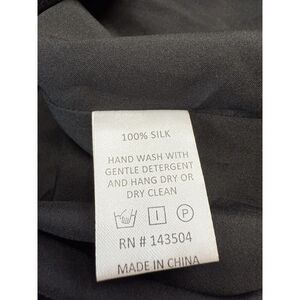 100% SILK
HAND WASH WITH
GENTLE DETERGENT
AND HANG DRY OR
DRY CLEAN
P
RN # 143504
MADE IN CHINA